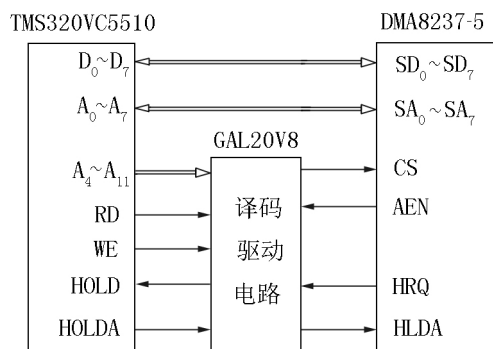 TMS320VC5510 DMA8237-5
D₀~D₇ SD₀~SD₇
A₀~A₇ SA₀~SA₇
GAL20V8
A₄~A₁₁ CS
RD 译码 AEN
WE 驱动
HOLD 电路 HRQ
HOLDA HLDA